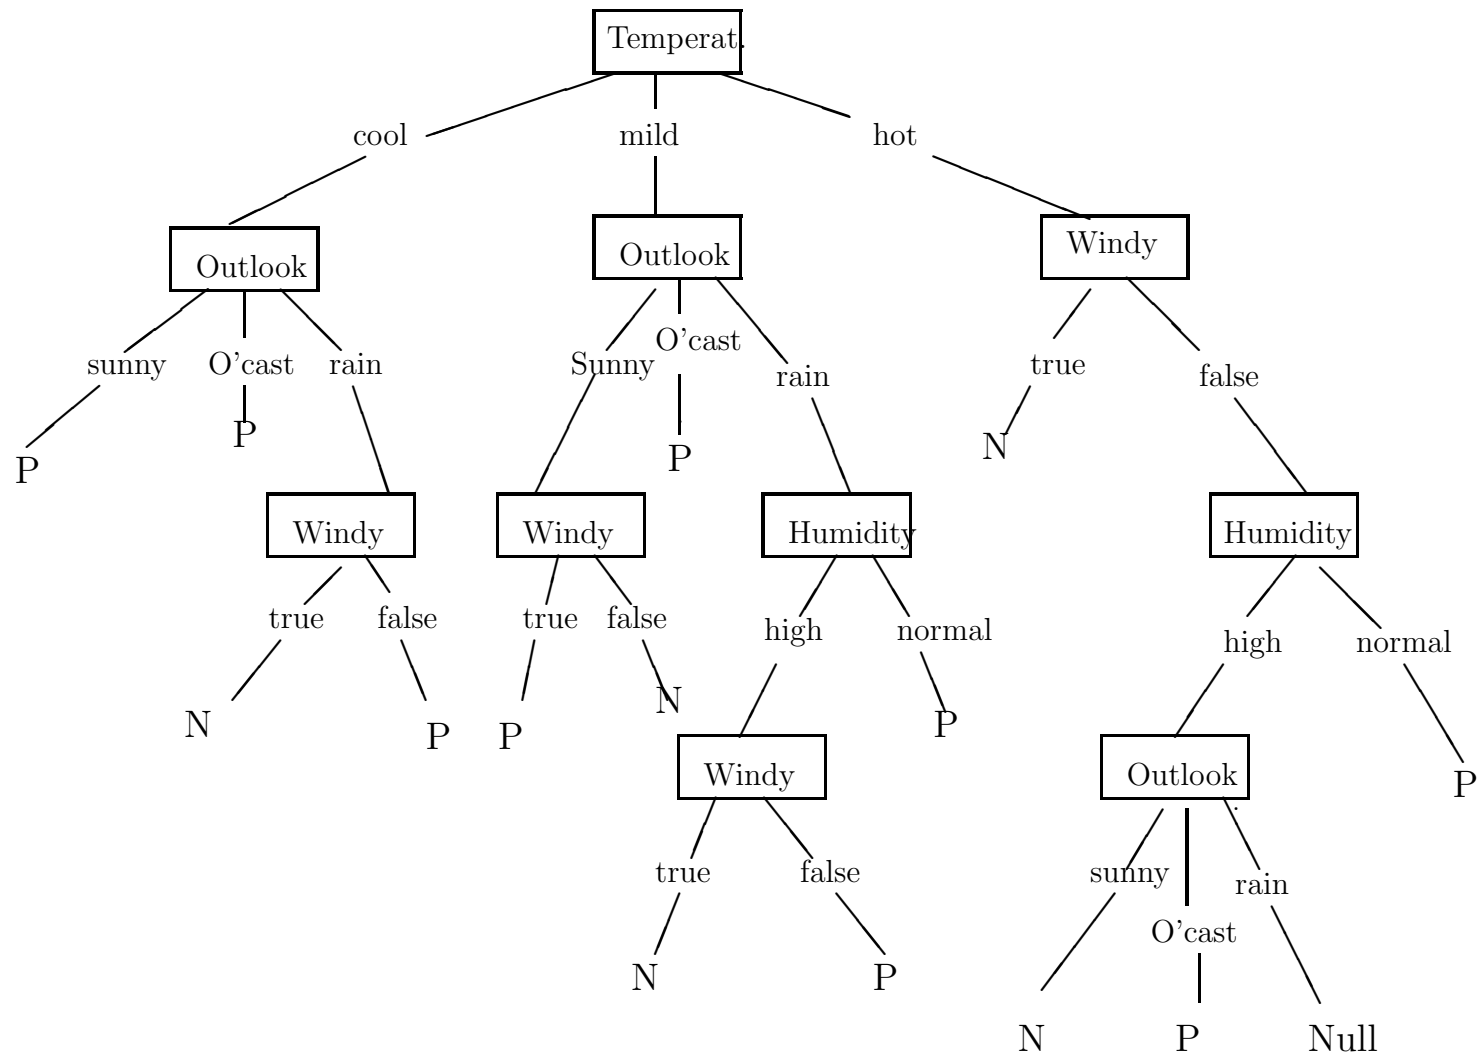 Temperat.
cool mild hot
Outlook Outlook Windy
sunny O'cast rain Sunny O'cast rain true false
P P P N
Windy Windy Humidity Humidity
true false true false high normal high normal
N P P N P P
Windy Outlook
true false sunny O'cast rain
N P N P Null